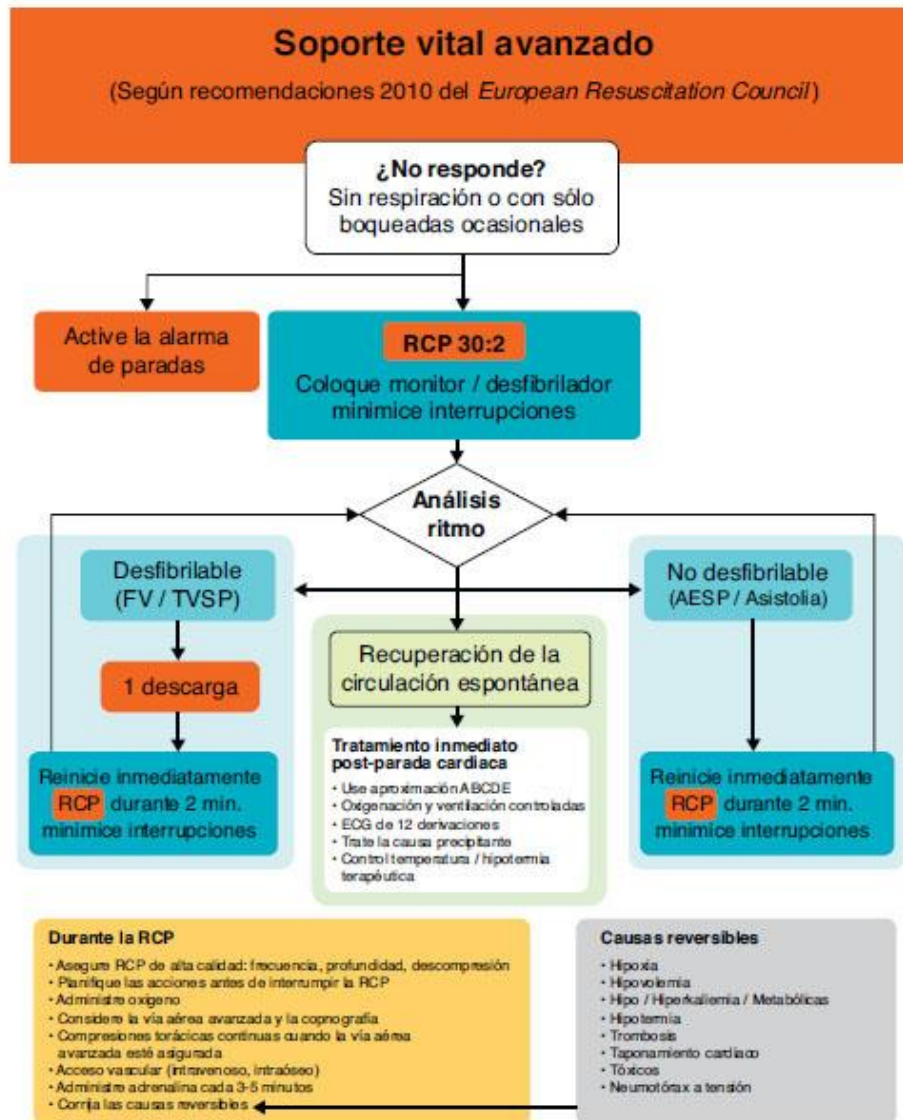 Soporte vital avanzado
(Según recomendaciones 2010 del European Resuscitation Council)
¿No responde?
Sin respiración o con sólo
boqueadas ocasionales
Active la alarma
de paradas
RCP 30:2
Coloque monitor / desfibrilador
minimice interrupciones
Análisis
ritmo
Desfibrilable
(FV / TVSP)
No desfibrilable
(AESP / Asistolia)
1 descarga
Recuperación de la
circulación espontánea
Reinicie inmediatamente
RCP durante 2 min.
minimice interrupciones
Tratamiento inmediato
post-parada cardiaca
• Use aproximación ABCDE
• Oxigenación y ventilación controladas
• ECG de 12 derivaciones
• Trate la causa precipitante
• Control temperatura / hipotermia
terapéutica
Reinicie inmediatamente
RCP durante 2 min.
minimice interrupciones
Durante la RCP
• Asegure RCP de alta calidad: frecuencia, profundidad, descompresión
• Planifique las acciones antes de interrumpir la RCP
• Administre oxígeno
• Considere la vía aérea avanzada y la copnografía
• Compresiones torácicas continuas cuando la vía aérea
avanzada esté asigurada
• Acceso vascular (intravenoso, intraóseo)
• Administre adrenalina cada 3-5 minutos
• Corrija las causas reversibles
Causas reversibles
• Hipoxia
• Hipovolemia
• Hipo / Hiperkaliemia / Metabólicas
• Hipotermia
• Trombosis
• Taponamiento cardíaco
• Tóxicos
• Neumotórax a tensión